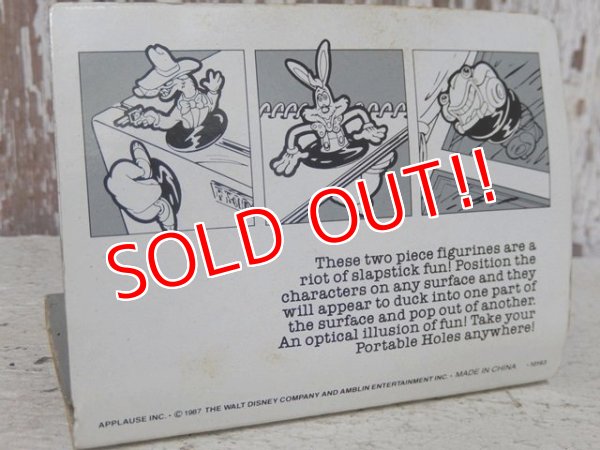 SOLD OUT!!
These two piece figurines are a
riot of slapstick fun! Position the
characters on any surface and they
will appear to duck into one part of
the surface and pop out of another.
An optical illusion of fun! Take your
Portable Holes anywhere!
APPLAUSE INC. • © 1987 THE WALT DISNEY COMPANY AND AMBLIN ENTERTAINMENT INC. • MADE IN CHINA